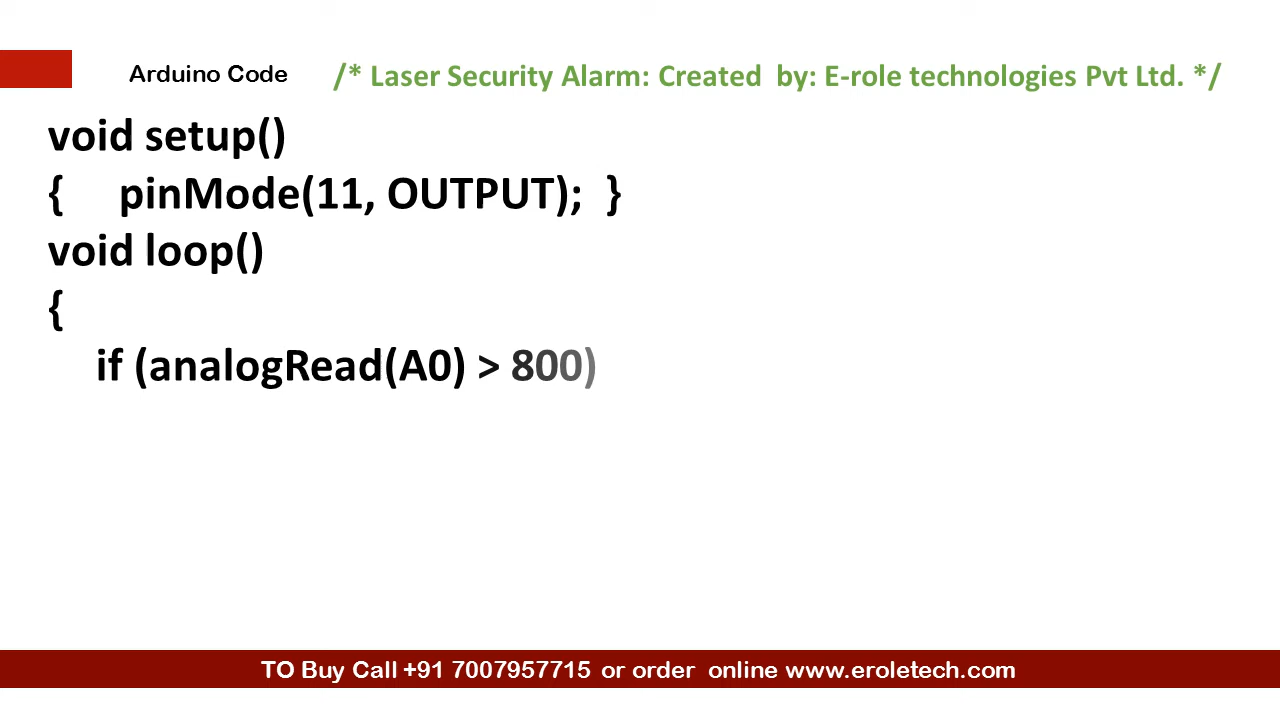 Arduino Code /* Laser Security Alarm: Created by: E-role technologies Pvt Ltd. */
void setup()
{ pinMode(11, OUTPUT); }
void loop()
{
if (analogRead(A0) > 800)
TO Buy Call +91 7007957715 or order online www.eroletech.com